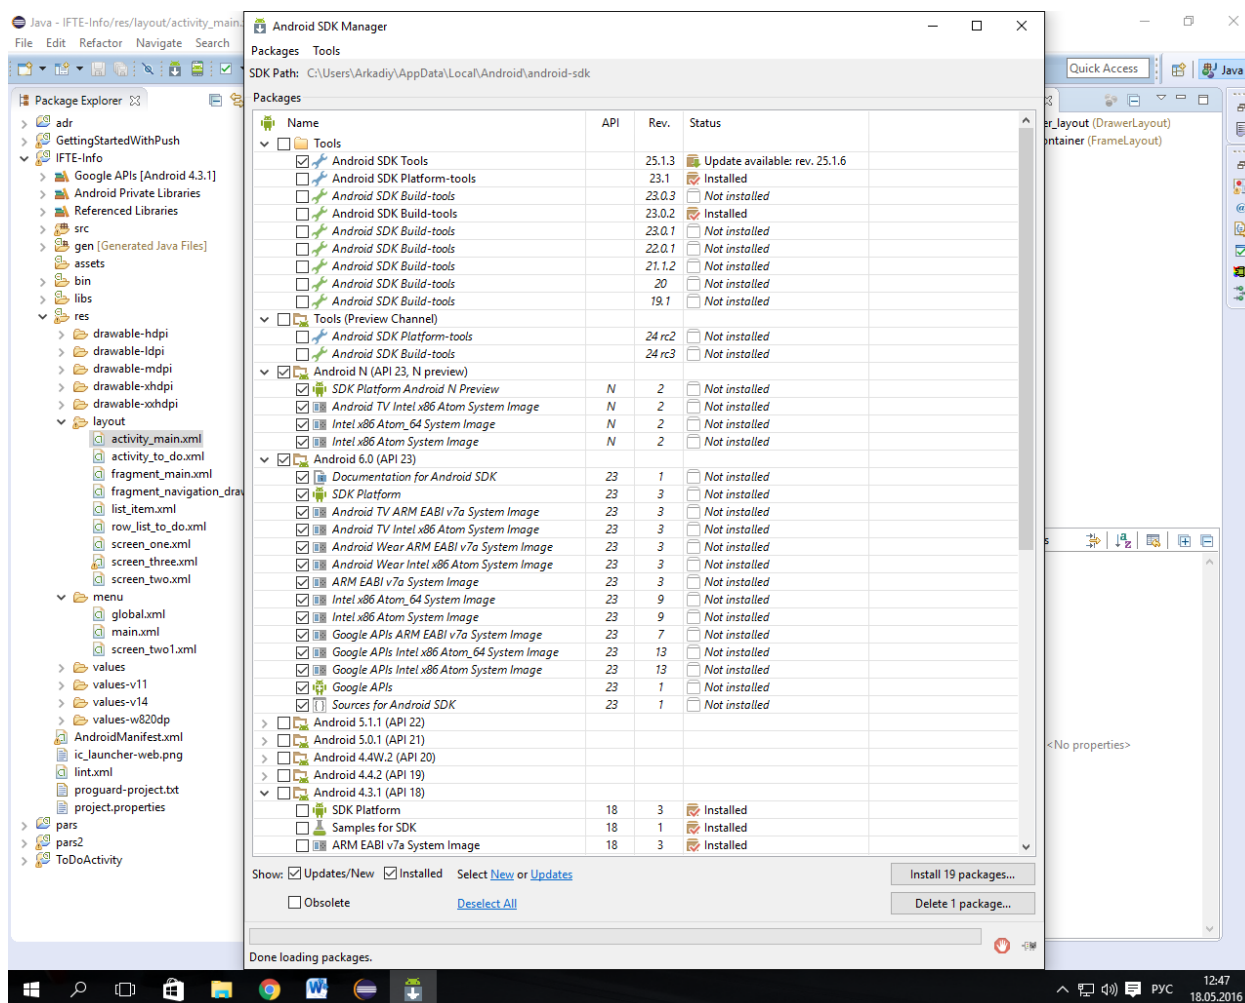 Java - IFTE-Info/res/layout/activity_main.
File Edit Refactor Navigate Search
Quick Access
Java
Package Explorer
adr
GettingStartedWithPush
IFTE-Info
Google APIs [Android 4.3.1]
Android Private Libraries
Referenced Libraries
src
gen [Generated Java Files]
assets
bin
libs
res
drawable-hdpi
drawable-ldpi
drawable-mdpi
drawable-xhdpi
drawable-xxhdpi
layout
activity_main.xml
activity_to_do.xml
fragment_main.xml
fragment_navigation_drav
list_item.xml
row_list_to_do.xml
screen_one.xml
screen_three.xml
screen_two.xml
menu
global.xml
main.xml
screen_two1.xml
values
values-v11
values-v14
values-w820dp
AndroidManifest.xml
ic_launcher-web.png
lint.xml
proguard-project.txt
project.properties
pars
pars2
ToDoActivity
Android SDK Manager
Packages Tools
SDK Path: C:\Users\Arkadiy\AppData\Local\Android\android-sdk
Packages
Name API Rev. Status
Tools
Android SDK Tools 25.1.3 Update available: rev. 25.1.6
Android SDK Platform-tools 23.1 Installed
Android SDK Build-tools 23.0.3 Not installed
Android SDK Build-tools 23.0.2 Installed
Android SDK Build-tools 23.0.1 Not installed
Android SDK Build-tools 22.0.1 Not installed
Android SDK Build-tools 21.1.2 Not installed
Android SDK Build-tools 20 Not installed
Android SDK Build-tools 19.1 Not installed
Tools (Preview Channel)
Android SDK Platform-tools 24 rc2 Not installed
Android SDK Build-tools 24 rc3 Not installed
Android N (API 23, N preview)
SDK Platform Android N Preview N 2 Not installed
Android TV Intel x86 Atom System Image N 2 Not installed
Intel x86 Atom_64 System Image N 2 Not installed
Intel x86 Atom System Image N 2 Not installed
Android 6.0 (API 23)
Documentation for Android SDK 23 1 Not installed
SDK Platform 23 3 Not installed
Android TV ARM EABI v7a System Image 23 3 Not installed
Android TV Intel x86 Atom System Image 23 3 Not installed
Android Wear ARM EABI v7a System Image 23 3 Not installed
Android Wear Intel x86 Atom System Image 23 3 Not installed
ARM EABI v7a System Image 23 3 Not installed
Intel x86 Atom_64 System Image 23 9 Not installed
Intel x86 Atom System Image 23 9 Not installed
Google APIs ARM EABI v7a System Image 23 7 Not installed
Google APIs Intel x86 Atom_64 System Image 23 13 Not installed
Google APIs Intel x86 Atom System Image 23 13 Not installed
Google APIs 23 1 Not installed
Sources for Android SDK 23 1 Not installed
Android 5.1.1 (API 22)
Android 5.0.1 (API 21)
Android 4.4W.2 (API 20)
Android 4.4.2 (API 19)
Android 4.3.1 (API 18)
SDK Platform 18 3 Installed
Samples for SDK 18 1 Installed
ARM EABI v7a System Image 18 3 Installed
Show: Updates/New Installed Select New or Updates
Install 19 packages...
Obsolete Deselect All
Delete 1 package...
Done loading packages.
er_layout (DrawerLayout)
ontainer (FrameLayout)
s
<No properties>
РУС
12:47
18.05.2016